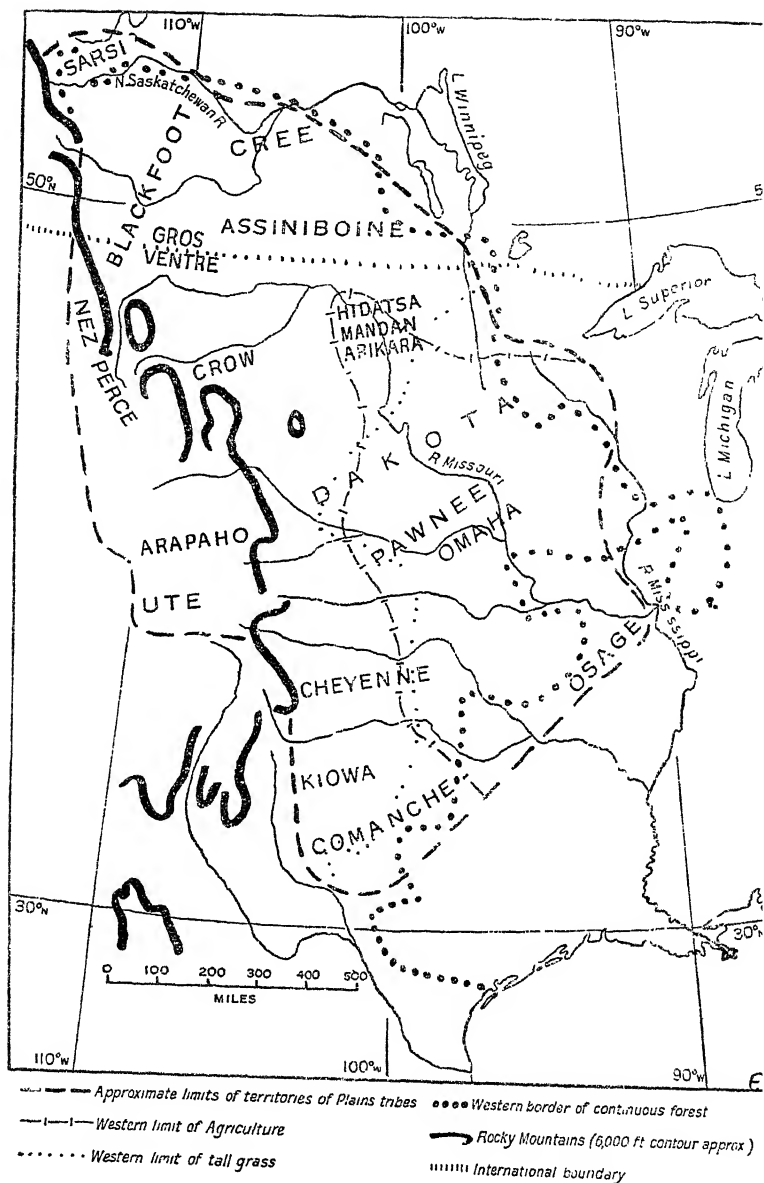 110°W
100°W
90°W
SARSI
N.Saskatchewan R
L Winnipeg
BLACKFOOT
CREE
50°N
5
ASSINIBOINE
GROS
VENTRE
L Superior
HIDATSA
MANDAN
ARIKARA
NEZ PERCE
CROW
L Michigan
DAKOTA
R Missouri
PAWNEE
OMAHA
ARAPAHO
UTE
R Missssippi
OSAGE
CHEYENNE
KIOWA
COMANCHE
30°N
30°N
0 100 200 300 400 500
MILES
110°W
100°W
90°W
E
Approximate limits of territories of Plains tribes
Western border of continuous forest
Western limit of Agriculture
Rocky Mountains (6,000 ft contour approx)
Western limit of tall grass
International boundary